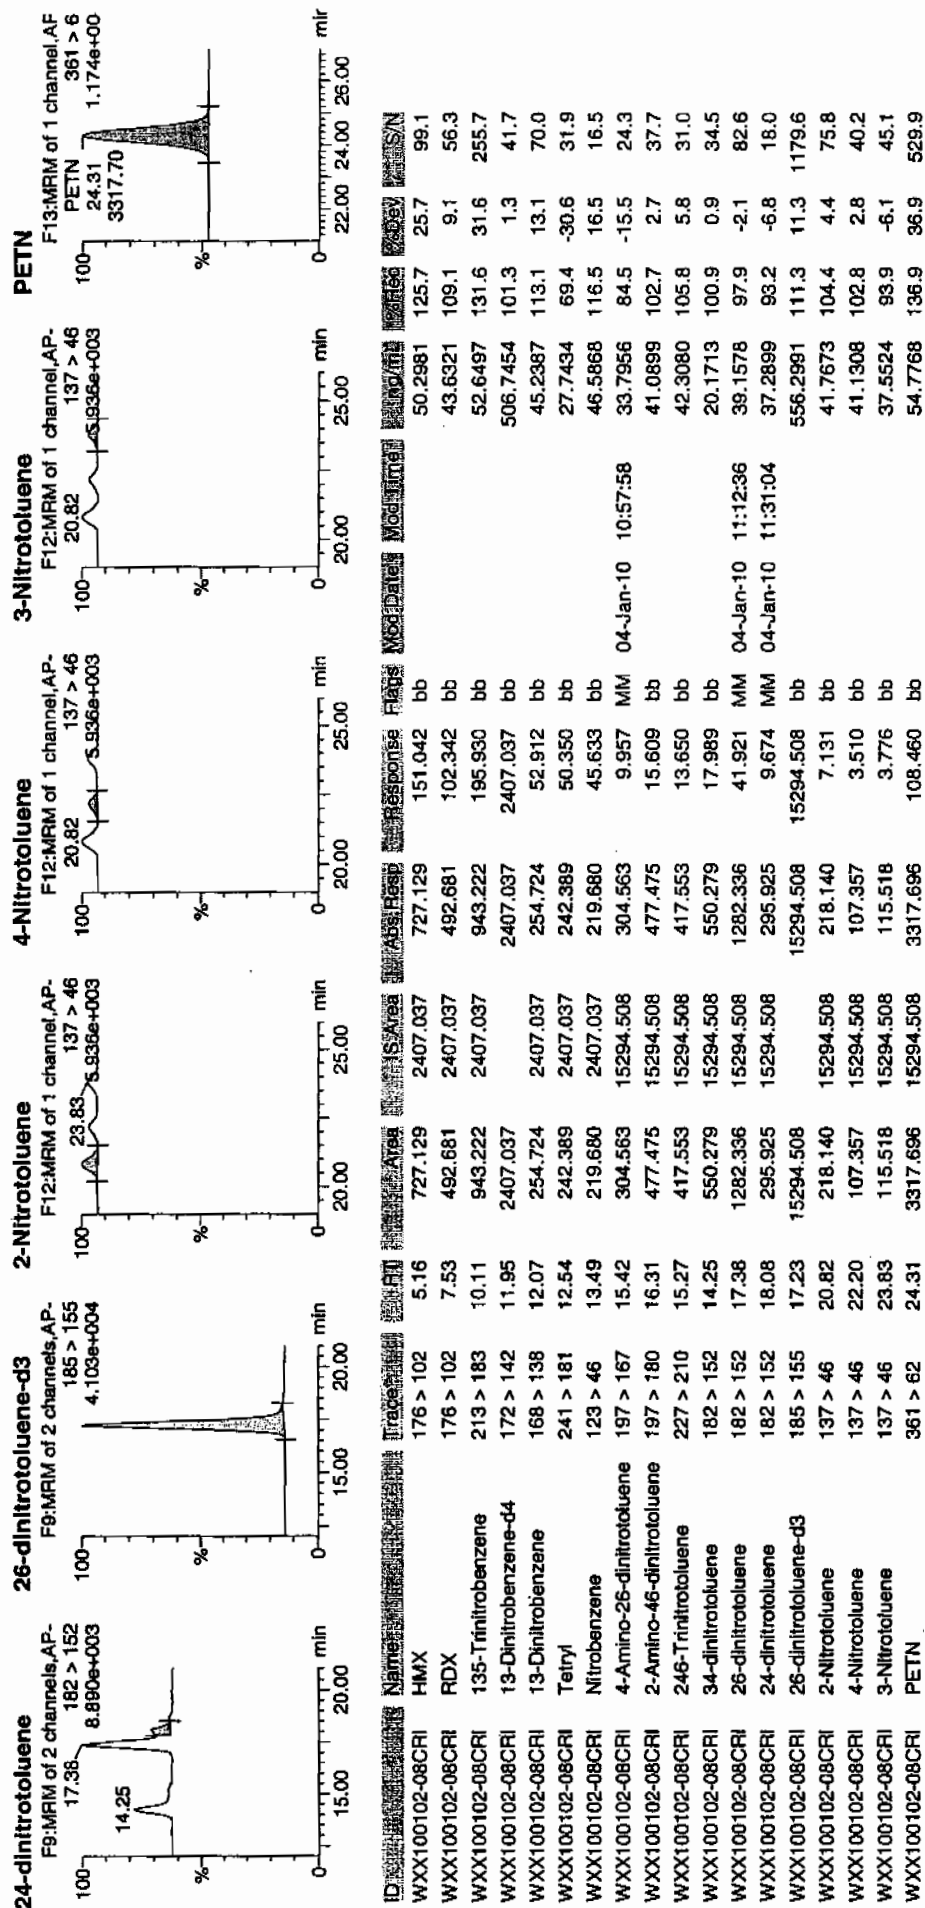 24-dinitrotoluene
F9:MRM of 2 channels,AP-
17.38 182 > 152
8.890e+003
100
14.25
%
0
15.00 20.00 min
26-dinitrotoluene-d3
F9:MRM of 2 channels,AP-
185 > 155
4.103e+004
100
%
0
15.00 20.00 min
2-Nitrotoluene
F12:MRM of 1 channel,AP-
23.83 137 > 46
5.936e+003
100
%
0
20.00 25.00 min
4-Nitrotoluene
F12:MRM of 1 channel,AP-
20.82 137 > 46
5.936e+003
100
%
0
20.00 25.00 min
3-Nitrotoluene
F12:MRM of 1 channel,AP-
20.82 137 > 46
5.936e+003
100
%
0
20.00 25.00 min
PETN
F13:MRM of 1 channel,AF
PETN 361 > 6
24.31 1.174e+00
3317.70
100
%
0
22.00 24.00 26.00 mir
ID Name Trace RT Area IS Area Abs.Resp Response Flags Mod.Date Mod.Time ng/ml %Rec %Dev S/N
WXX100102-08CRI HMX 176 > 102 5.16 727.129 2407.037 727.129 151.042 bb 50.2981 125.7 25.7 99.1
WXX100102-08CRI RDX 176 > 102 7.53 492.681 2407.037 492.681 102.342 bb 43.6321 109.1 9.1 56.3
WXX100102-08CRI 135-Trinitrobenzene 213 > 183 10.11 943.222 2407.037 943.222 195.930 bb 52.6497 131.6 31.6 255.7
WXX100102-08CRI 13-Dinitrobenzene-d4 172 > 142 11.95 2407.037 2407.037 2407.037 bb 506.7454 101.3 1.3 41.7
WXX100102-08CRI 13-Dinitrobenzene 168 > 138 12.07 254.724 2407.037 254.724 52.912 bb 45.2387 113.1 13.1 70.0
WXX100102-08CRI Tetryl 241 > 181 12.54 242.389 2407.037 242.389 50.350 bb 27.7434 69.4 -30.6 31.9
WXX100102-08CRI Nitrobenzene 123 > 46 13.49 219.680 2407.037 219.680 45.633 bb 46.5868 116.5 16.5 16.5
WXX100102-08CRI 4-Amino-26-dinitrotoluene 197 > 167 15.42 304.563 15294.508 304.563 9.957 MM 04-Jan-10 10:57:58 33.7956 84.5 -15.5 24.3
WXX100102-08CRI 2-Amino-46-dinitrotoluene 197 > 180 16.31 477.475 15294.508 477.475 15.609 bb 41.0899 102.7 2.7 37.7
WXX100102-08CRI 246-Trinitrotoluene 227 > 210 15.27 417.553 15294.508 417.553 13.650 bb 42.3080 105.8 5.8 31.0
WXX100102-08CRI 34-dinitrotoluene 182 > 152 14.25 550.279 15294.508 550.279 17.989 bb 20.1713 100.9 0.9 34.5
WXX100102-08CRI 26-dinitrotoluene 182 > 152 17.38 1282.336 15294.508 1282.336 41.921 MM 04-Jan-10 11:12:36 39.1578 97.9 -2.1 82.6
WXX100102-08CRI 24-dinitrotoluene 182 > 152 18.08 295.925 15294.508 295.925 9.674 MM 04-Jan-10 11:31:04 37.2899 93.2 -6.8 18.0
WXX100102-08CRI 26-dinitrotoluene-d3 185 > 155 17.23 15294.508 15294.508 15294.508 bb 556.2991 111.3 11.3 1179.6
WXX100102-08CRI 2-Nitrotoluene 137 > 46 20.82 218.140 15294.508 218.140 7.131 bb 41.7673 104.4 4.4 75.8
WXX100102-08CRI 4-Nitrotoluene 137 > 46 22.20 107.357 15294.508 107.357 3.510 bb 41.1308 102.8 2.8 40.2
WXX100102-08CRI 3-Nitrotoluene 137 > 46 23.83 115.518 15294.508 115.518 3.776 bb 37.5524 93.9 -6.1 45.1
WXX100102-08CRI PETN 361 > 62 24.31 3317.696 15294.508 3317.696 108.460 bb 54.7768 136.9 36.9 529.9